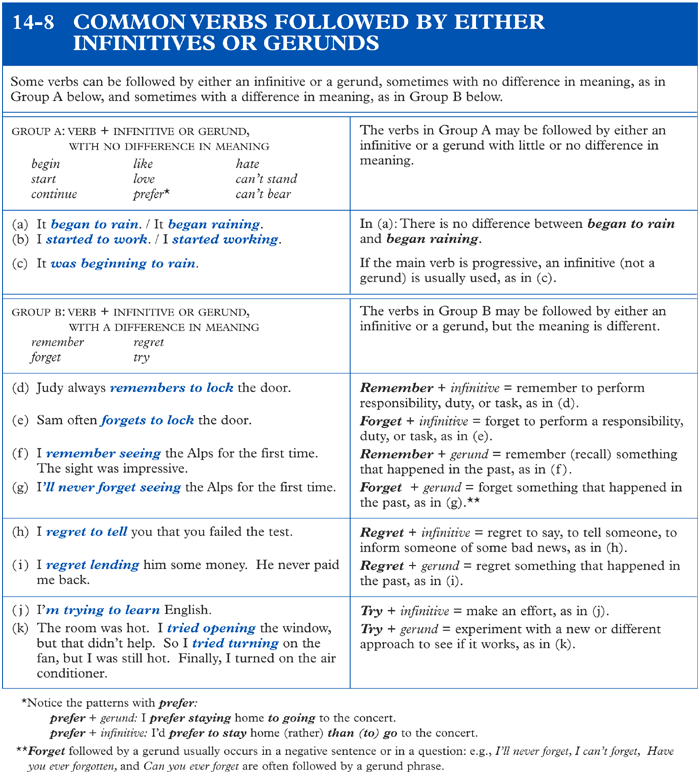 14-8 COMMON VERBS FOLLOWED BY EITHER
INFINITIVES OR GERUNDS
Some verbs can be followed by either an infinitive or a gerund, sometimes with no difference in meaning, as in
Group A below, and sometimes with a difference in meaning, as in Group B below.
GROUP A: VERB + INFINITIVE OR GERUND,
WITH NO DIFFERENCE IN MEANING
begin like hate
start love can't stand
continue prefer* can't bear
The verbs in Group A may be followed by either an
infinitive or a gerund with little or no difference in
meaning.
(a) It began to rain. / It began raining.
(b) I started to work. / I started working.
(c) It was beginning to rain.
In (a): There is no difference between began to rain
and began raining.
If the main verb is progressive, an infinitive (not a
gerund) is usually used, as in (c).
GROUP B: VERB + INFINITIVE OR GERUND,
WITH A DIFFERENCE IN MEANING
remember regret
forget try
The verbs in Group B may be followed by either an
infinitive or a gerund, but the meaning is different.
(d) Judy always remembers to lock the door.
(e) Sam often forgets to lock the door.
(f) I remember seeing the Alps for the first time.
The sight was impressive.
(g) I'll never forget seeing the Alps for the first time.
Remember + infinitive = remember to perform
responsibility, duty, or task, as in (d).
Forget + infinitive = forget to perform a responsibility,
duty, or task, as in (e).
Remember + gerund = remember (recall) something
that happened in the past, as in (f).
Forget + gerund = forget something that happened in
the past, as in (g).**
(h) I regret to tell you that you failed the test.
(i) I regret lending him some money. He never paid
me back.
Regret + infinitive = regret to say, to tell someone, to
inform someone of some bad news, as in (h).
Regret + gerund = regret something that happened in
the past, as in (i).
(j) I'm trying to learn English.
(k) The room was hot. I tried opening the window,
but that didn't help. So I tried turning on the
fan, but I was still hot. Finally, I turned on the air
conditioner.
Try + infinitive = make an effort, as in (j).
Try + gerund = experiment with a new or different
approach to see if it works, as in (k).
*Notice the patterns with prefer:
prefer + gerund: I prefer staying home to going to the concert.
prefer + infinitive: I'd prefer to stay home (rather) than (to) go to the concert.
**Forget followed by a gerund usually occurs in a negative sentence or in a question: e.g., I'll never forget, I can't forget, Have
you ever forgotten, and Can you ever forget are often followed by a gerund phrase.